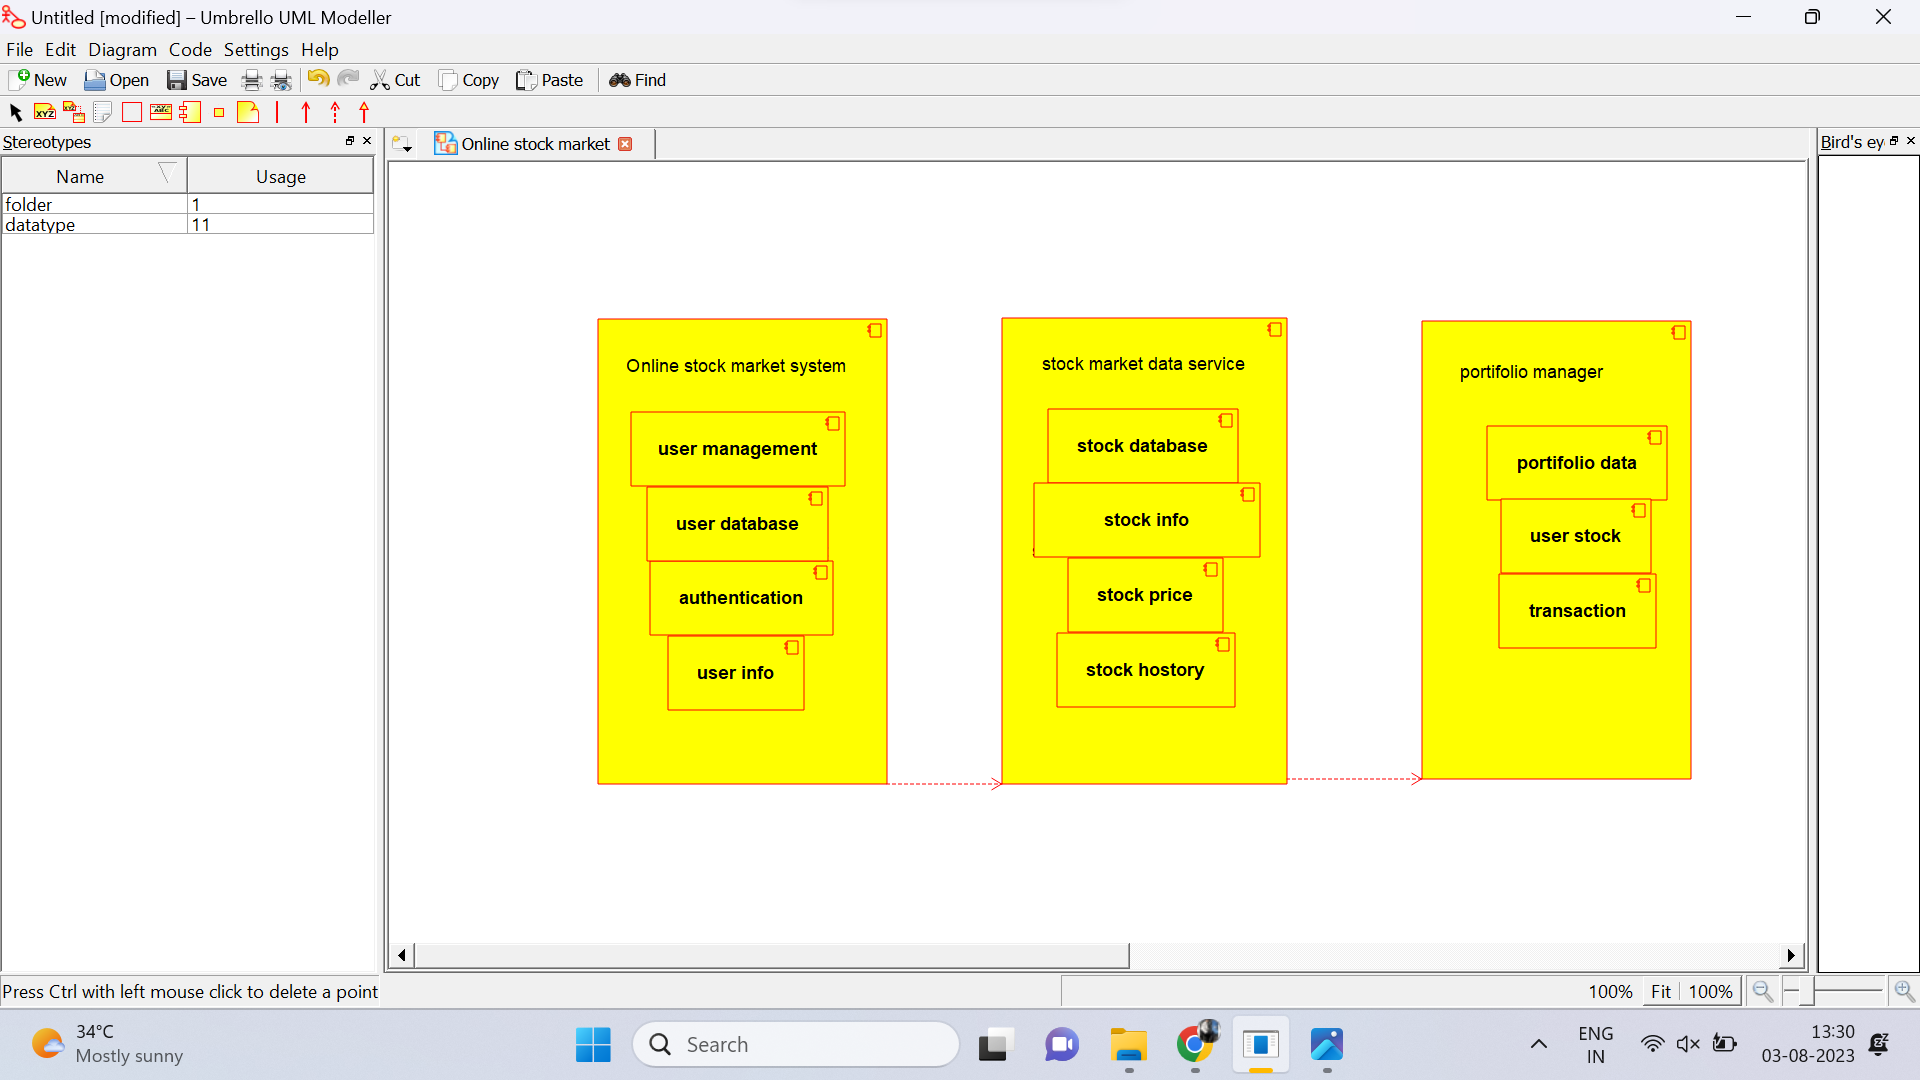 Untitled [modified] – Umbrello UML Modeller
File Edit Diagram Code Settings Help
New Open Save Cut Copy Paste Find
XYZ
Stereotypes
Online stock market
Bird's ey
Name Usage
folder 1
datatype 11
Online stock market system
user management
user database
authentication
user info
stock market data service
stock database
stock info
stock price
stock hostory
portifolio manager
portifolio data
user stock
transaction
Press Ctrl with left mouse click to delete a point
100% Fit 100%
34°C
Mostly sunny
Search
ENG
IN
13:30
03-08-2023